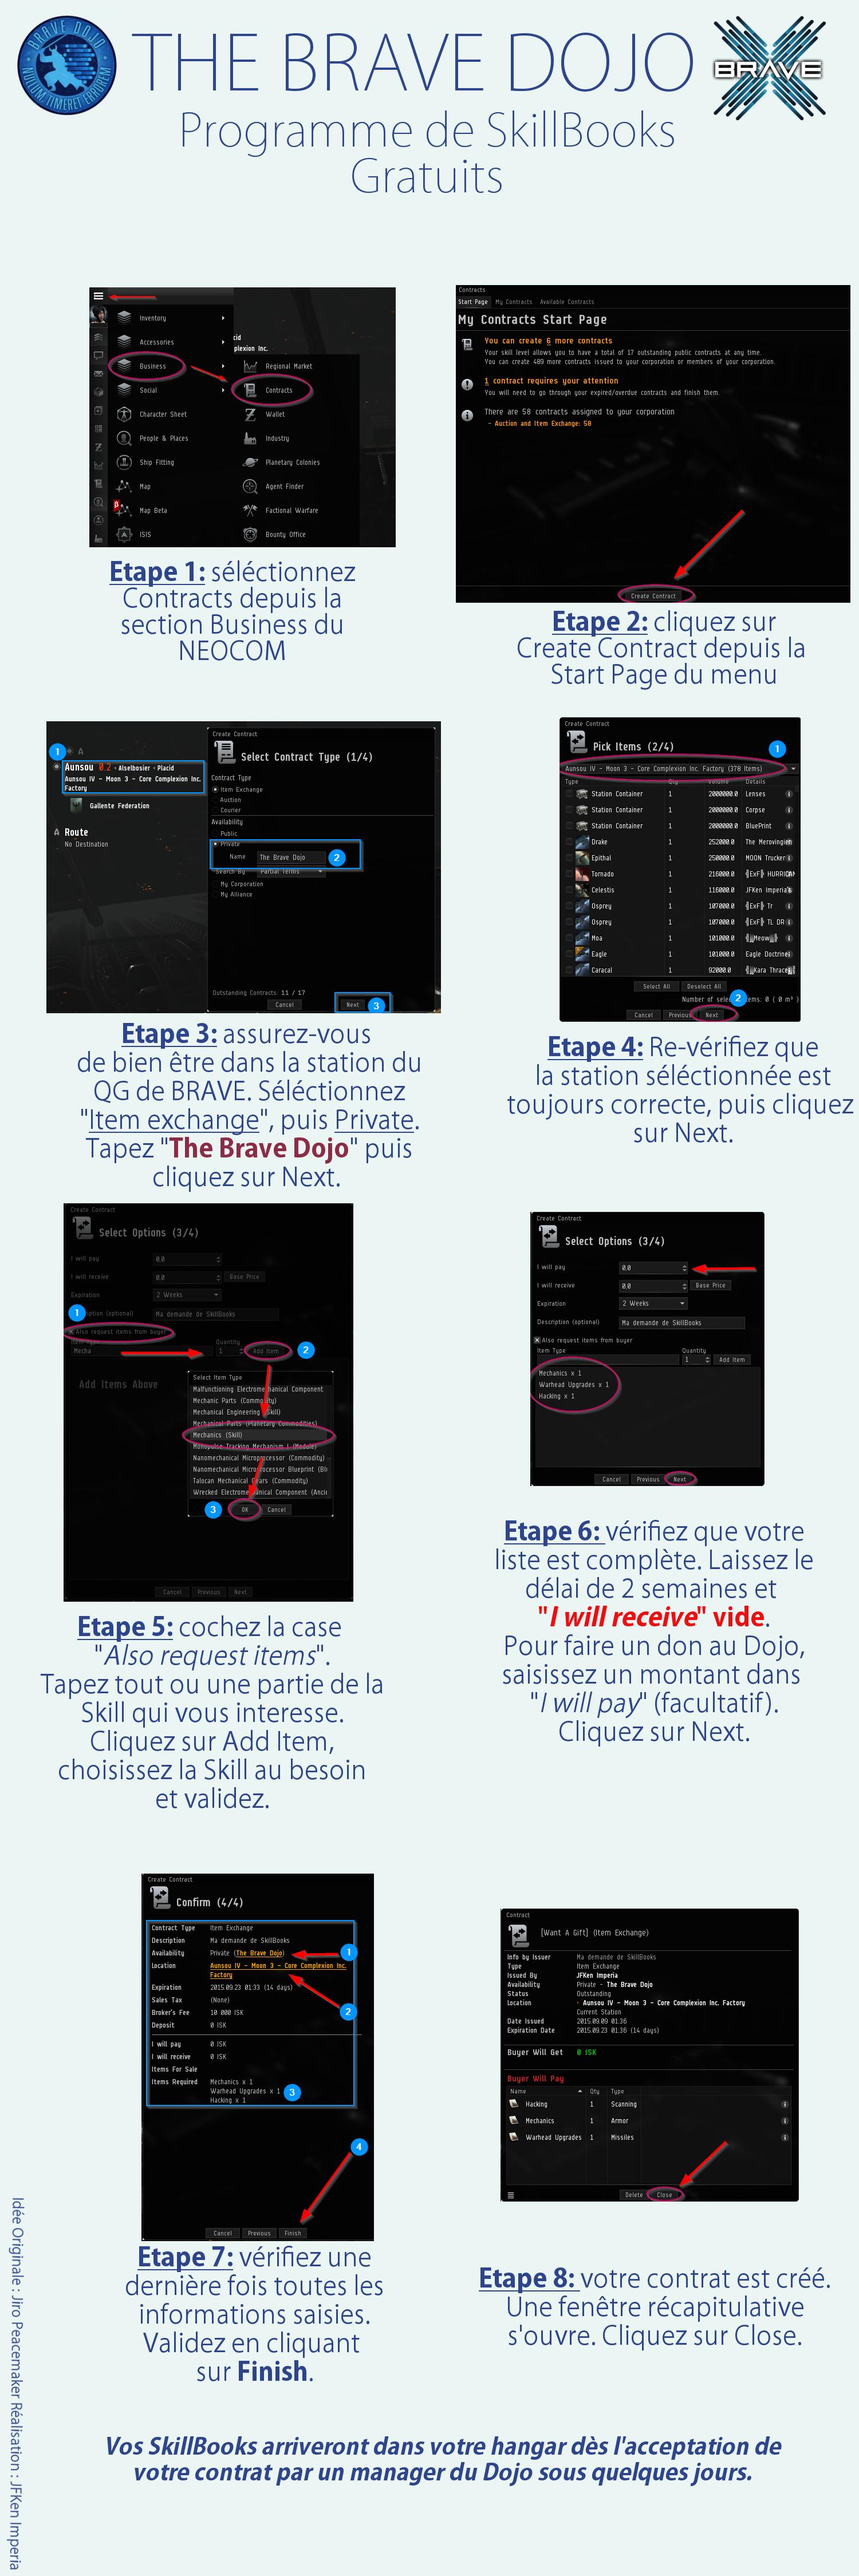 THE BRAVE DOJO
BRAVE DOJO
BRAVE
Programme de SkillBooks
Gratuits
Inventory
Accessories
Business
Social
Character Sheet
People & Places
Ship Fitting
Map
Map Beta
ISIS
plexion Inc.
Regional Market
Contracts
Wallet
Industry
Planetary Colonies
Agent Finder
Factional Warfare
Bounty Office
Etape 1: séléctionnez
Contracts depuis la
section Business du
NEOCOM
Contracts
Start Page My Contracts Available Contracts
My Contracts Start Page
You can create 6 more contracts
Your skill level allows you to have a total of 17 outstanding public contracts at any time.
You can create 489 more contracts issued to your corporation or members of your corporation.
1 contract requires your attention
You will need to go through your expired/overdue contracts and finish them.
There are 58 contracts assigned to your corporation
- Auction and Item Exchange: 58
Create Contract
Etape 2: cliquez sur
Create Contract depuis la
Start Page du menu
1
Aunsou 0.2 · Alselbosier · Placid
Aunsou IV - Moon 3 - Core Complexion Inc.
Factory
Gallente Federation
Route
No Destination
Create Contract
Select Contract Type (1/4)
Contract Type
Item Exchange
Auction
Courier
Availability
Public
Private
Name The Brave Dojo 2
Search By Partial Terms
My Corporation
My Alliance
Outstanding Contracts: 11 / 17
Cancel Next 3
Etape 3: assurez-vous
de bien être dans la station du
QG de BRAVE. Séléctionnez
"Item exchange", puis Private.
Tapez "The Brave Dojo" puis
cliquez sur Next.
Create Contract
Pick Items (2/4) 1
Aunsou IV - Moon 3 - Core Complexion Inc. Factory (378 Items)
Type Qty Volume Details
Station Container 1 2000000.0 Lenses
Station Container 1 2000000.0 Corpse
Station Container 1 2000000.0 BluePrint
Drake 1 252000.0 The Merovingien
Epithal 1 250000.0 MOON Trucker
Tornado 1 216000.0 ExF HURRICAN
Celestis 1 116000.0 JFKen Imperia's
Osprey 1 107000.0 ExF Tr
Osprey 1 107000.0 ExF TL DR
Moa 1 101000.0 Meow
Eagle 1 101000.0 Eagle Doctrine
Caracal 1 92000.0 Kara Thrace
Select All Deselect All
Number of selec 2 tems: 0 ( 0 m³ )
Cancel Previous Next
Etape 4: Re-vérifiez que
la station séléctionnée est
toujours correcte, puis cliquez
sur Next.
Create Contract
Select Options (3/4)
I will pay 0.0
I will receive 0.0 Base Price
Expiration 2 Weeks
1 ption (optional) Ma demande de SkillBooks
Also request items from buyer
Item Type Quantity
Mecha 1 Add Item 2
Add Items Above
Select Item Type
Malfunctioning Electromechanical Component
Mechanic Parts (Commodity)
Mechanical Engineering (Skill)
Mechanical Parts (Planetary Commodities)
Mechanics (Skill)
Monopulse Tracking Mechanism I (Module)
Nanomechanical Microprocessor (Commodity)
Nanomechanical Microprocessor Blueprint (Bl
Talocan Mechanical Gears (Commodity)
Wrecked Electromechanical Component (Anci
3 OK Cancel
Cancel Previous Next
Etape 5: cochez la case
"Also request items".
Tapez tout ou une partie de la
Skill qui vous interesse.
Cliquez sur Add Item,
choisissez la Skill au besoin
et validez.
Create Contract
Select Options (3/4)
I will pay 0.0
I will receive 0.0 Base Price
Expiration 2 Weeks
Description (optional) Ma demande de SkillBooks
Also request items from buyer
Item Type Quantity
1 Add Item
Mechanics x 1
Warhead Upgrades x 1
Hacking x 1
Cancel Previous Next
Etape 6: vérifiez que votre
liste est complète. Laissez le
délai de 2 semaines et
"I will receive" vide.
Pour faire un don au Dojo,
saisissez un montant dans
"I will pay" (facultatif).
Cliquez sur Next.
Create Contract
Confirm (4/4)
Contract Type Item Exchange
Description Ma demande de SkillBooks
Availability Private (The Brave Dojo) 1
Location Aunsou IV - Moon 3 - Core Complexion Inc.
Factory
Expiration 2015.09.23 01:33 (14 days)
Sales Tax (None)
Broker's Fee 10 000 ISK 2
Deposit 0 ISK
I will pay 0 ISK
I will receive 0 ISK
Items For Sale
Items Required Mechanics x 1
Warhead Upgrades x 1 3
Hacking x 1
4
Cancel Previous Finish
Etape 7: vérifiez une
dernière fois toutes les
informations saisies.
Validez en cliquant
sur Finish.
Contract
[Want A Gift] (Item Exchange)
Info by Issuer Ma demande de SkillBooks
Type Item Exchange
Issued By JFKen Imperia
Availability Private - The Brave Dojo
Status Outstanding
Location · Aunsou IV - Moon 3 - Core Complexion Inc. Factory
Current Station
Date Issued 2015.09.09 01:36
Expiration Date 2015.09.23 01:36 (14 days)
Buyer Will Get 0 ISK
Buyer Will Pay
Name Qty Type
Hacking 1 Scanning
Mechanics 1 Armor
Warhead Upgrades 1 Missiles
Delete Close
Etape 8: votre contrat est créé.
Une fenêtre récapitulative
s'ouvre. Cliquez sur Close.
Vos SkillBooks arriveront dans votre hangar dès l'acceptation de
votre contrat par un manager du Dojo sous quelques jours.
Idée Originale : Jiro Peacemaker Réalisation : JFKen Imperia